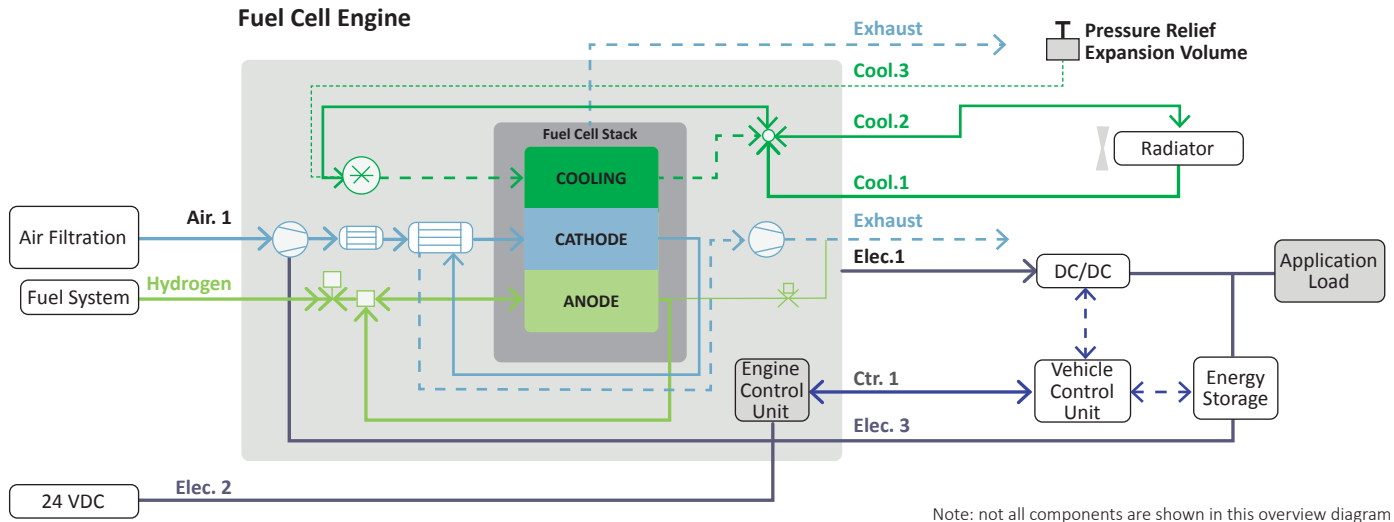 Fuel Cell Engine
Exhaust
Pressure Relief
Expansion Volume
Cool.3
Fuel Cell Stack
Cool.2
Radiator
COOLING
Cool.1
Air. 1
Air Filtration
CATHODE
Exhaust
Elec.1
DC/DC
Application
Load
Hydrogen
Fuel System
ANODE
Engine
Control
Unit
Ctr. 1
Vehicle
Control
Unit
Energy
Storage
Elec. 3
Elec. 2
24 VDC
Note: not all components are shown in this overview diagram